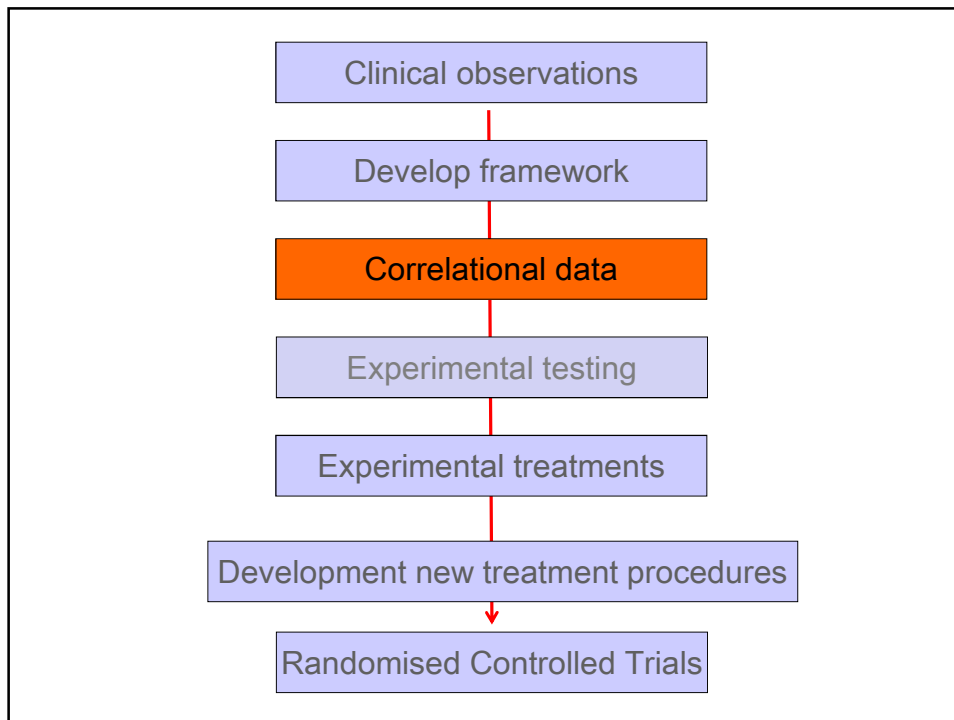 Clinical observations
Develop framework
Correlational data
Experimental testing
Experimental treatments
Development new treatment procedures
Randomised Controlled Trials